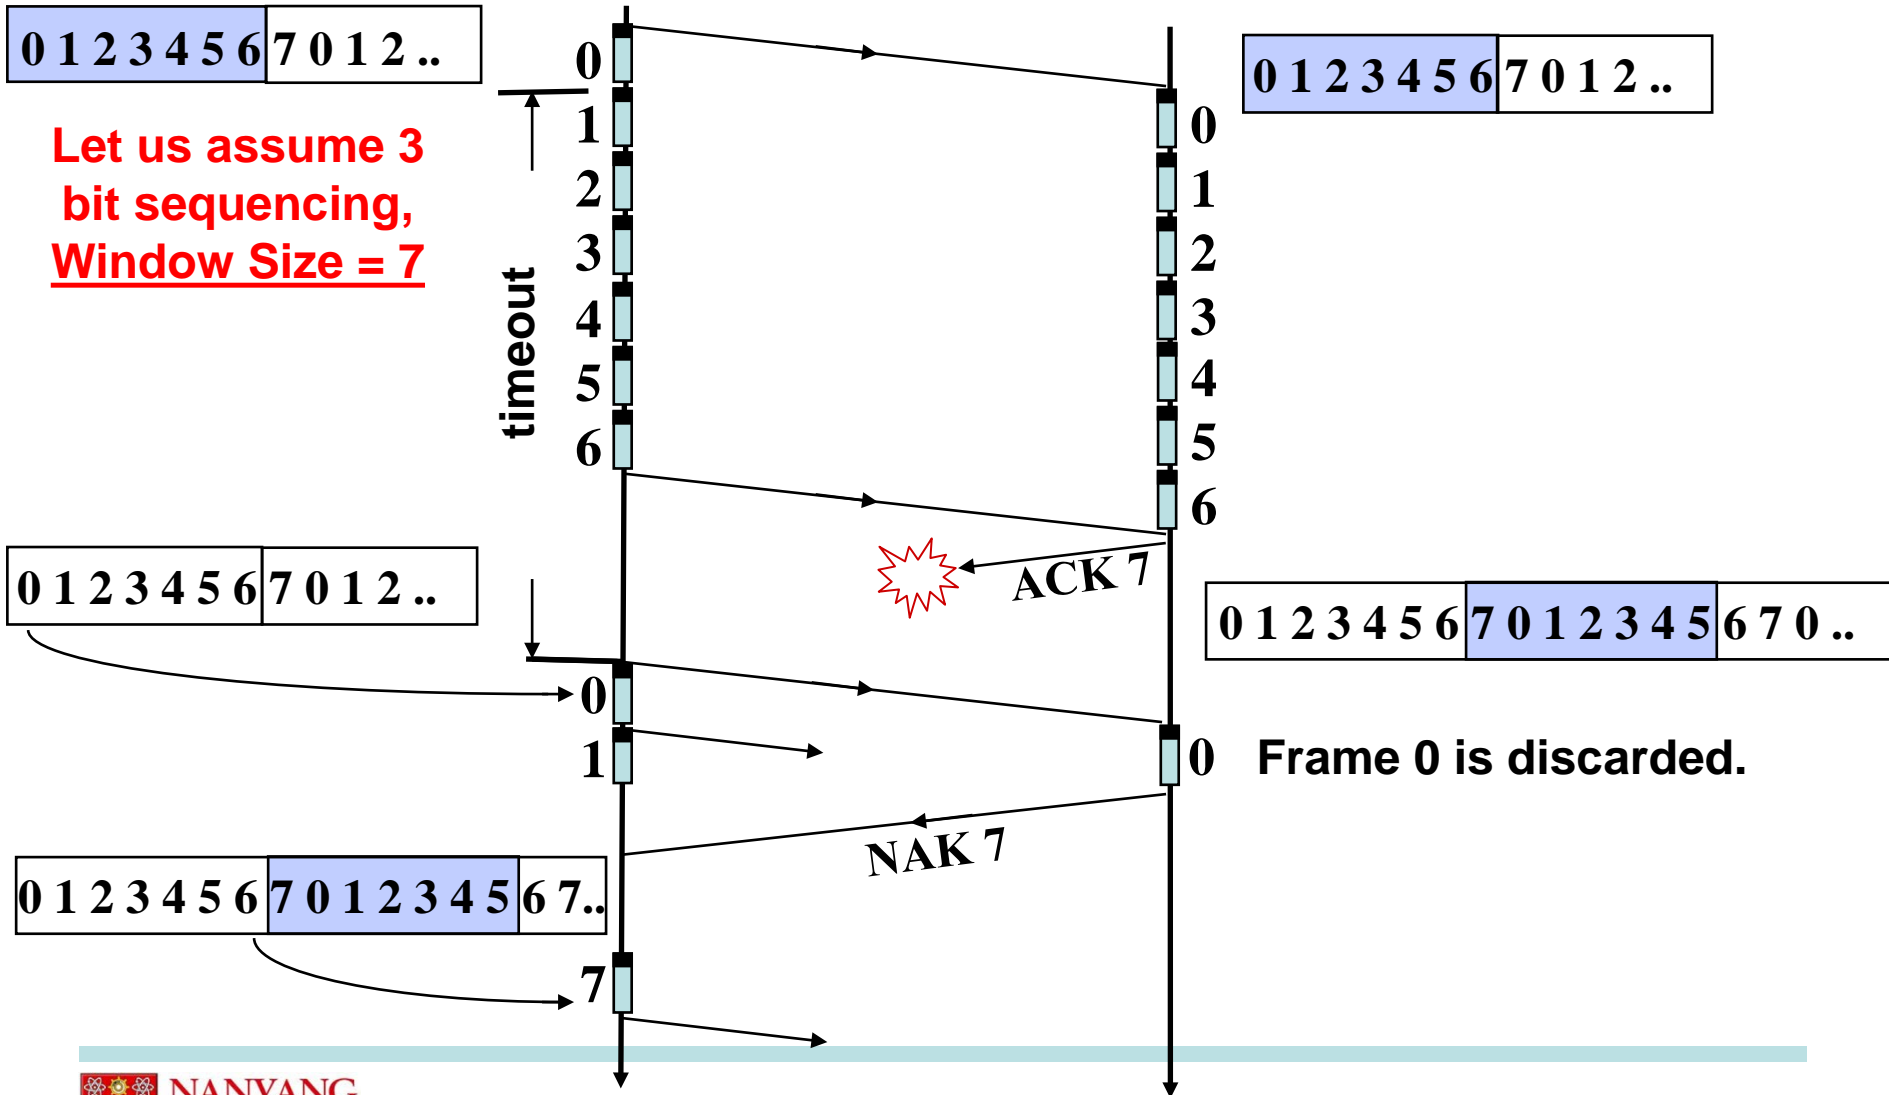 0 1 2 3 4 5 6 7 0 1 2 ..
Let us assume 3
bit sequencing,
Window Size = 7
timeout
0
1
2
3
4
5
6
0 1 2 3 4 5 6 7 0 1 2 ..
0
1
2
3
4
5
6
ACK 7
0 1 2 3 4 5 6 7 0 1 2 ..
0 1 2 3 4 5 6 7 0 1 2 3 4 5 6 7 0 ..
0
1
0 Frame 0 is discarded.
NAK 7
0 1 2 3 4 5 6 7 0 1 2 3 4 5 6 7..
7
NANYANG